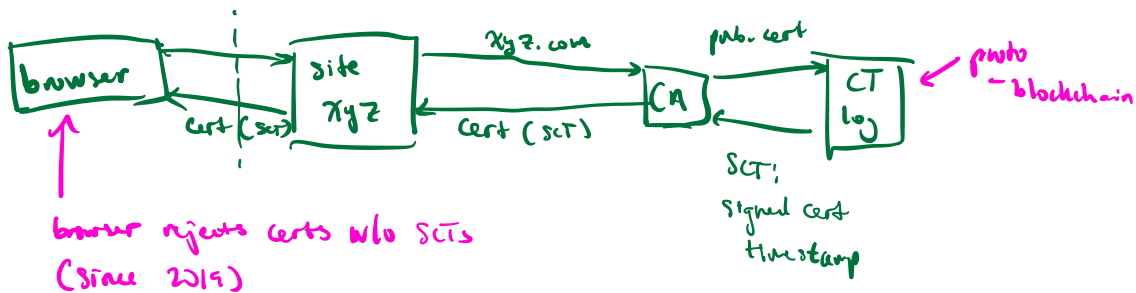 browser
cert (SCT)
site
xyz
xyz.com
cert (SCT)
CA
pub. cert
CT
log
SCT:
signed cert
timestamp
proto
-blockchain
browser rejects certs w/o SCTs
(since 2019)